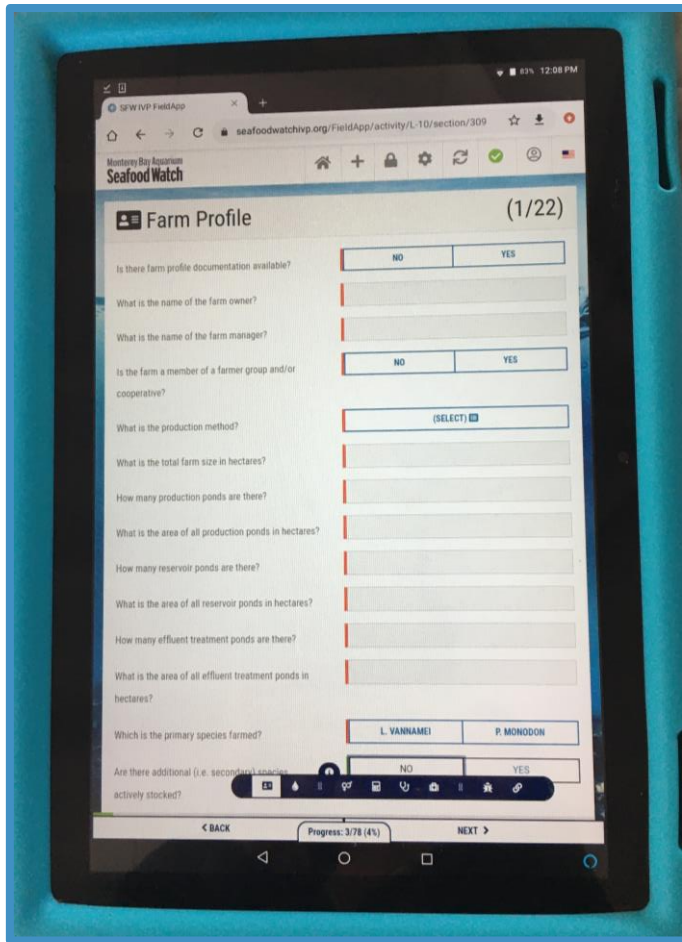 83% 12:08 PM
SFW IVP FieldApp × +
seafoodwatchivp.org/FieldApp/activity/L-10/section/309
Monterey Bay Aquarium
Seafood Watch
Farm Profile (1/22)
Is there farm profile documentation available? NO YES
What is the name of the farm owner?
What is the name of the farm manager?
Is the farm a member of a farmer group and/or NO YES
cooperative?
What is the production method? (SELECT)
What is the total farm size in hectares?
How many production ponds are there?
What is the area of all production ponds in hectares?
How many reservoir ponds are there?
What is the area of all reservoir ponds in hectares?
How many effluent treatment ponds are there?
What is the area of all effluent treatment ponds in
hectares?
Which is the primary species farmed? L. VANNAMEI P. MONODON
Are there additional (i.e. secondary) species NO YES
actively stocked?
< BACK Progress: 3/78 (4%) NEXT >